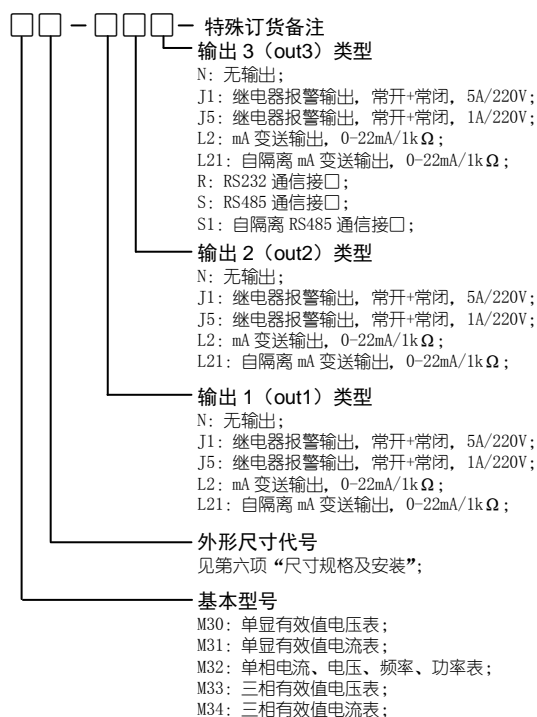 □□－□□□－ 特殊订货备注
输出 3（out3）类型
N: 无输出;
J1: 继电器报警输出, 常开+常闭, 5A/220V;
J5: 继电器报警输出, 常开+常闭, 1A/220V;
L2: mA 变送输出, 0-22mA/1kΩ;
L21: 自隔离 mA 变送输出, 0-22mA/1kΩ;
R: RS232 通信接口;
S: RS485 通信接口;
S1: 自隔离 RS485 通信接口;
输出 2（out2）类型
N: 无输出;
J1: 继电器报警输出, 常开+常闭, 5A/220V;
J5: 继电器报警输出, 常开+常闭, 1A/220V;
L2: mA 变送输出, 0-22mA/1kΩ;
L21: 自隔离 mA 变送输出, 0-22mA/1kΩ;
输出 1（out1）类型
N: 无输出;
J1: 继电器报警输出, 常开+常闭, 5A/220V;
J5: 继电器报警输出, 常开+常闭, 1A/220V;
L2: mA 变送输出, 0-22mA/1kΩ;
L21: 自隔离 mA 变送输出, 0-22mA/1kΩ;
外形尺寸代号
见第六项“尺寸规格及安装”;
基本型号
M30: 单显有效值电压表;
M31: 单显有效值电流表;
M32: 单相电流、电压、频率、功率表;
M33: 三相有效值电压表;
M34: 三相有效值电流表;